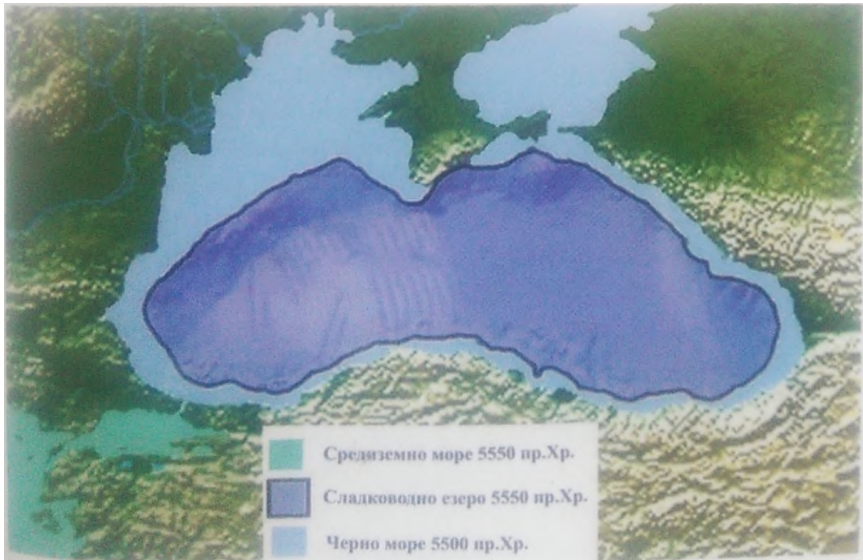 Средиземно море 5550 пр.Хр.
Сладководно езеро 5550 пр.Хр.
Черно море 5500 пр.Хр.